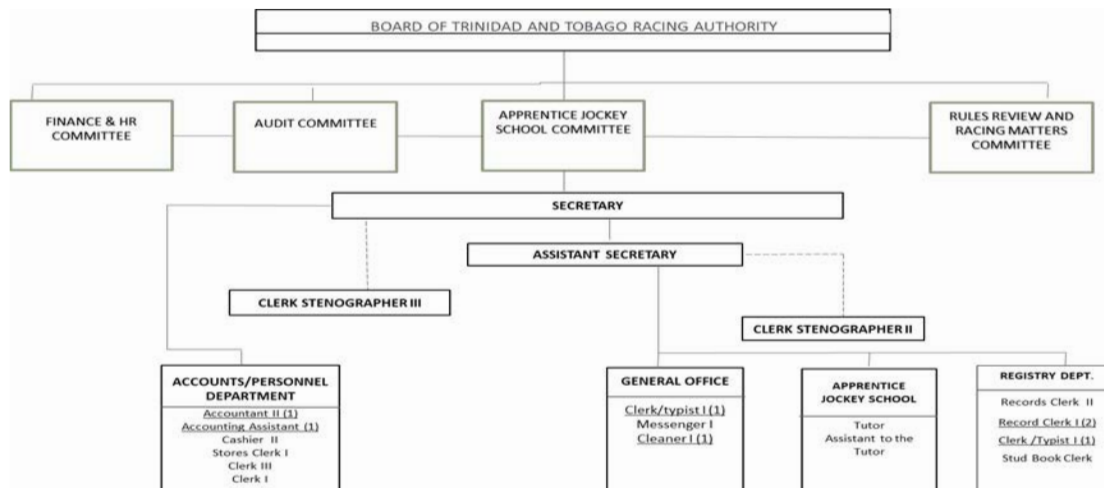 BOARD OF TRINIDAD AND TOBAGO RACING AUTHORITY
FINANCE & HR
COMMITTEE
AUDIT COMMITTEE
APPRENTICE JOCKEY
SCHOOL COMMITTEE
RULES REVIEW AND
RACING MATTERS
COMMITTEE
SECRETARY
ASSISTANT SECRETARY
CLERK STENOGRAPHER III
CLERK STENOGRAPHER II
ACCOUNTS/PERSONNEL
DEPARTMENT
Accountant II (1)
Accounting Assistant (1)
Cashier II
Stores Clerk I
Clerk III
Clerk I
GENERAL OFFICE
Clerk/typist I (1)
Messenger I
Cleaner I (1)
APPRENTICE
JOCKEY SCHOOL
Tutor
Assistant to the
Tutor
REGISTRY DEPT.
Records Clerk II
Record Clerk I (2)
Clerk /Typist I (1)
Stud Book Clerk